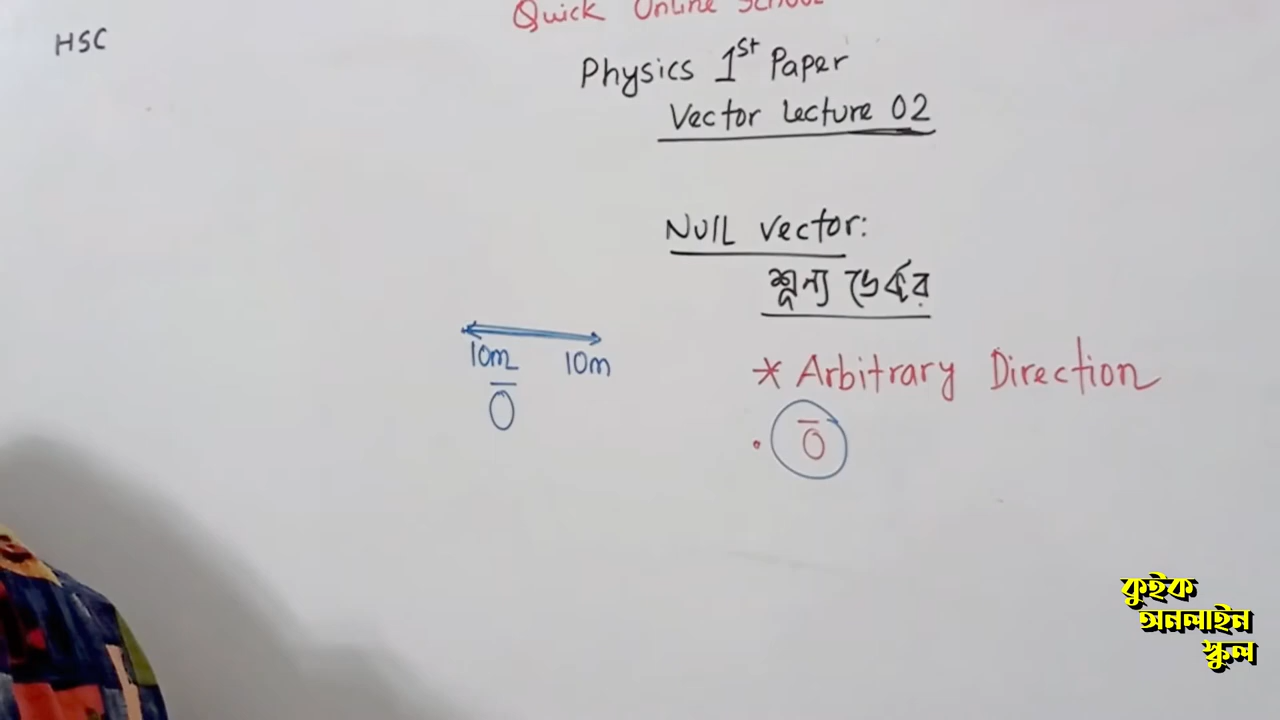 Quick Online School
HSC
Physics 1st Paper
Vector Lecture 02
Null vector:
শূন্য ভেক্টর
10m 10m
0̅
* Arbitrary Direction
• 0̅
কুইক
অনলাইন
স্কুল